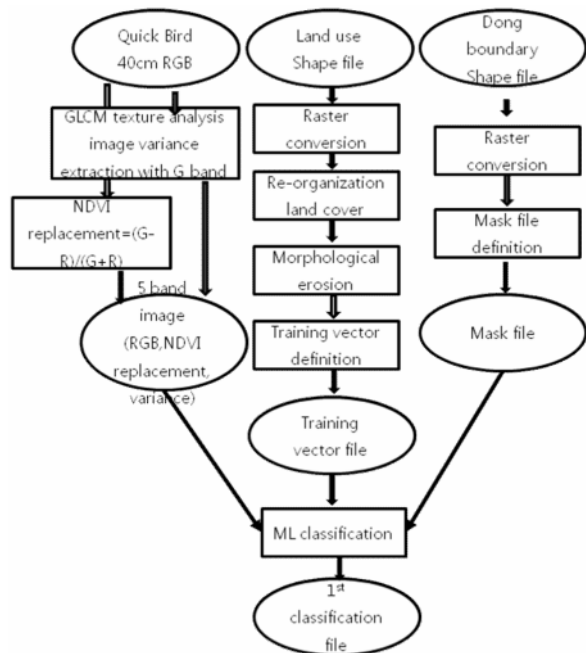 Quick Bird
40cm RGB
GLCM texture analysis
image variance
extraction with G band
NDVI
replacement=(G-
R)/(G+R)
5 band
image
(RGB,NDVI
replacement,
variance)
Land use
Shape file
Raster
conversion
Re-organization
land cover
Morphological
erosion
Training vector
definition
Training
vector file
Dong
boundary
Shape file
Raster
conversion
Mask file
definition
Mask file
ML classification
1st
classification
file